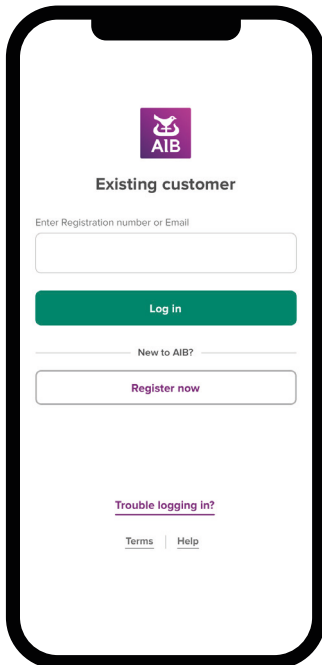 AIB
Existing customer
Enter Registration number or Email
Log in
New to AIB?
Register now
Trouble logging in?
Terms Help